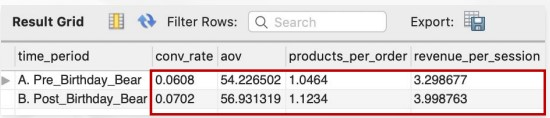 Result Grid Filter Rows: Search Export:
time_period conv_rate aov products_per_order revenue_per_session
A. Pre_Birthday_Bear 0.0608 54.226502 1.0464 3.298677
B. Post_Birthday_Bear 0.0702 56.931319 1.1234 3.998763